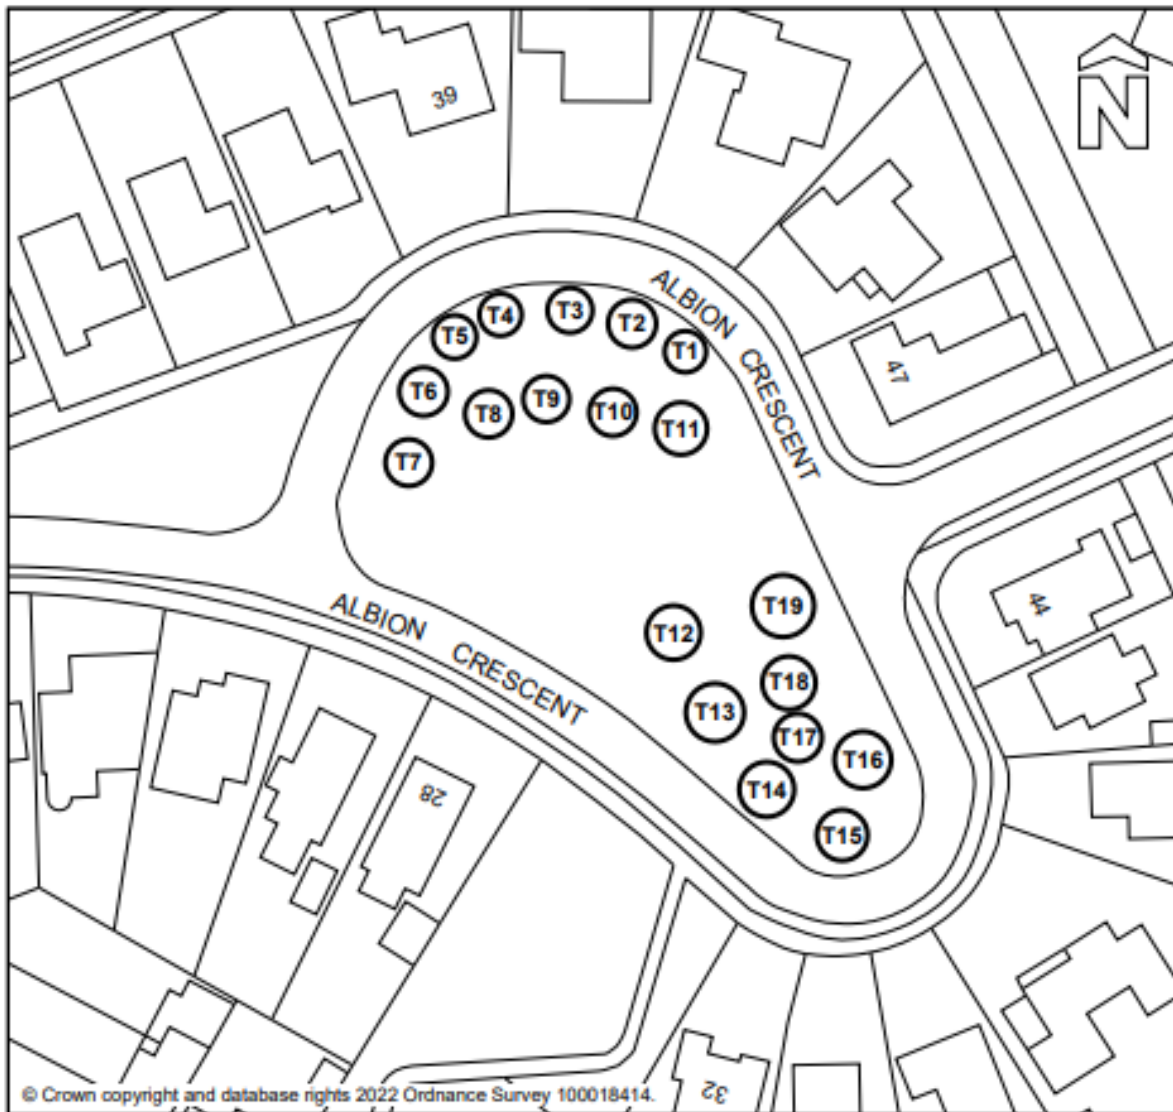 39
N
ALBION
CRESCENT
T4
T3
T2
T5
T1
T6
T8
T9
T10
T11
47
T7
ALBION
CRESCENT
T19
44
T12
T18
T13
T17
T16
T14
28
T15
32
© Crown copyright and database rights 2022 Ordnance Survey 100018414.